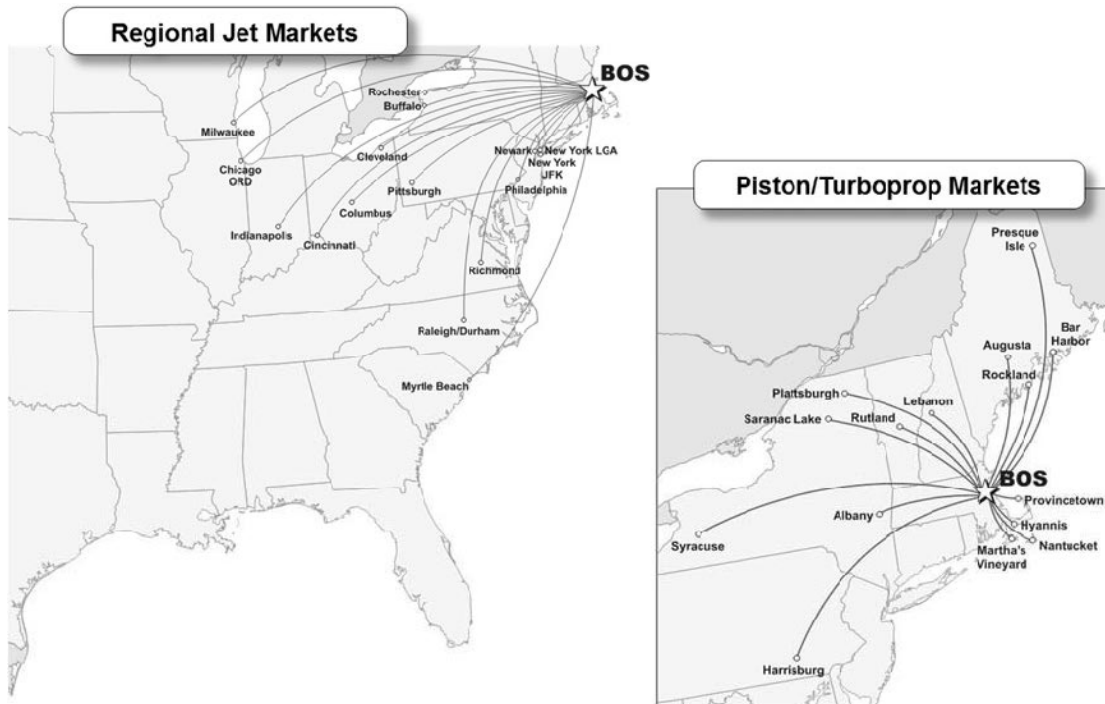 Regional Jet Markets
BOS
Rochester
Buffalo
Milwaukee
Cleveland
Newark
New York LGA
New York
JFK
Chicago
ORD
Pittsburgh
Philadelphia
Columbus
Indianapolis
Cincinnati
Richmond
Raleigh/Durham
Myrtle Beach
Piston/Turboprop Markets
Presque
Isle
Bar
Harbor
Augusta
Rockland
Plattsburgh
Lebanon
Saranac Lake
Rutland
BOS
Provincetown
Albany
Hyannis
Syracuse
Martha's
Vineyard
Nantucket
Harrisburg